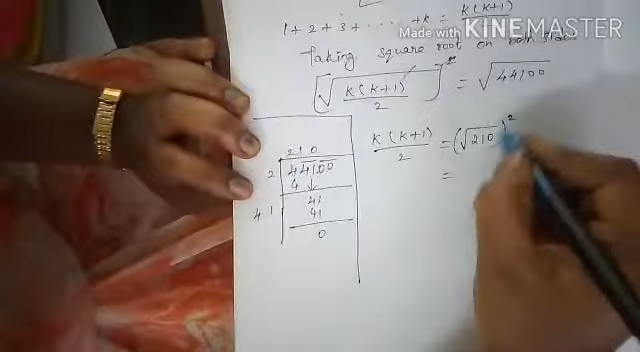 1 + 2 + 3 + ..... + k = k(k+1)
Made with KINEMASTER
Taking square root on both sides
[√k(k+1)/2]² = √44100
k(k+1)/2 = (√210)²
=
210
2 44100
4
41
41 41
0